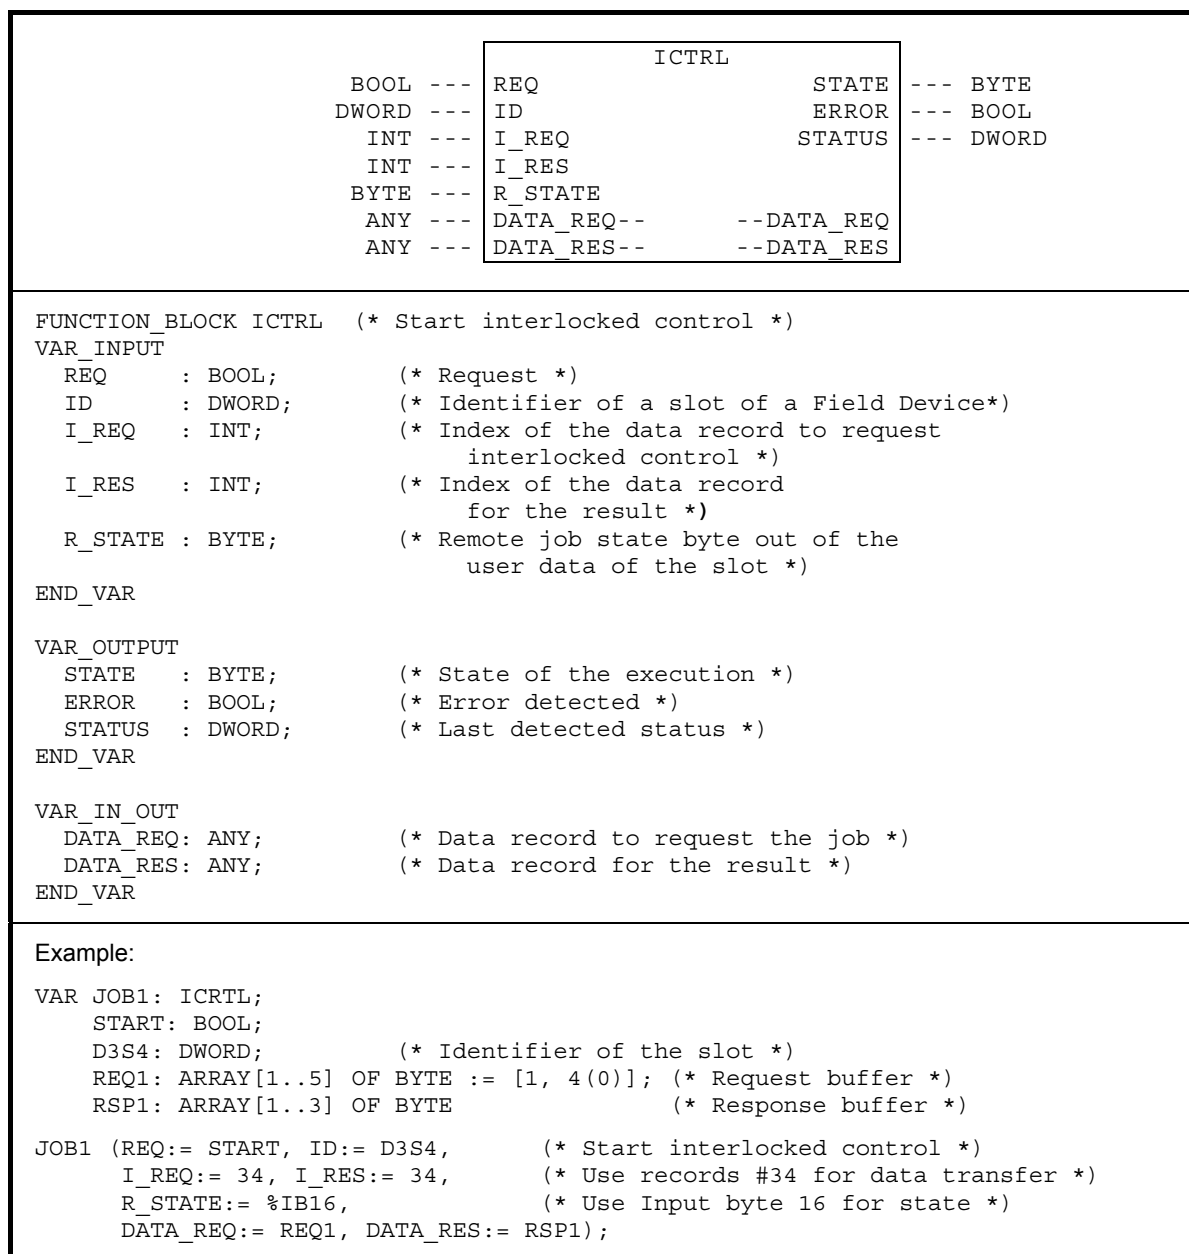 ICTRL
BOOL --- REQ STATE --- BYTE
DWORD --- ID ERROR --- BOOL
INT --- I_REQ STATUS --- DWORD
INT --- I_RES
BYTE --- R_STATE
ANY --- DATA_REQ-- --DATA_REQ
ANY --- DATA_RES-- --DATA_RES
FUNCTION_BLOCK ICTRL (* Start interlocked control *)
VAR_INPUT
REQ : BOOL; (* Request *)
ID : DWORD; (* Identifier of a slot of a Field Device*)
I_REQ : INT; (* Index of the data record to request
interlocked control *)
I_RES : INT; (* Index of the data record
for the result *)
R_STATE : BYTE; (* Remote job state byte out of the
user data of the slot *)
END_VAR
VAR_OUTPUT
STATE : BYTE; (* State of the execution *)
ERROR : BOOL; (* Error detected *)
STATUS : DWORD; (* Last detected status *)
END_VAR
VAR_IN_OUT
DATA_REQ: ANY; (* Data record to request the job *)
DATA_RES: ANY; (* Data record for the result *)
END_VAR
Example:
VAR JOB1: ICRTL;
START: BOOL;
D3S4: DWORD; (* Identifier of the slot *)
REQ1: ARRAY[1..5] OF BYTE := [1, 4(0)]; (* Request buffer *)
RSP1: ARRAY[1..3] OF BYTE (* Response buffer *)
JOB1 (REQ:= START, ID:= D3S4, (* Start interlocked control *)
I_REQ:= 34, I_RES:= 34, (* Use records #34 for data transfer *)
R_STATE:= %IB16, (* Use Input byte 16 for state *)
DATA_REQ:= REQ1, DATA_RES:= RSP1);